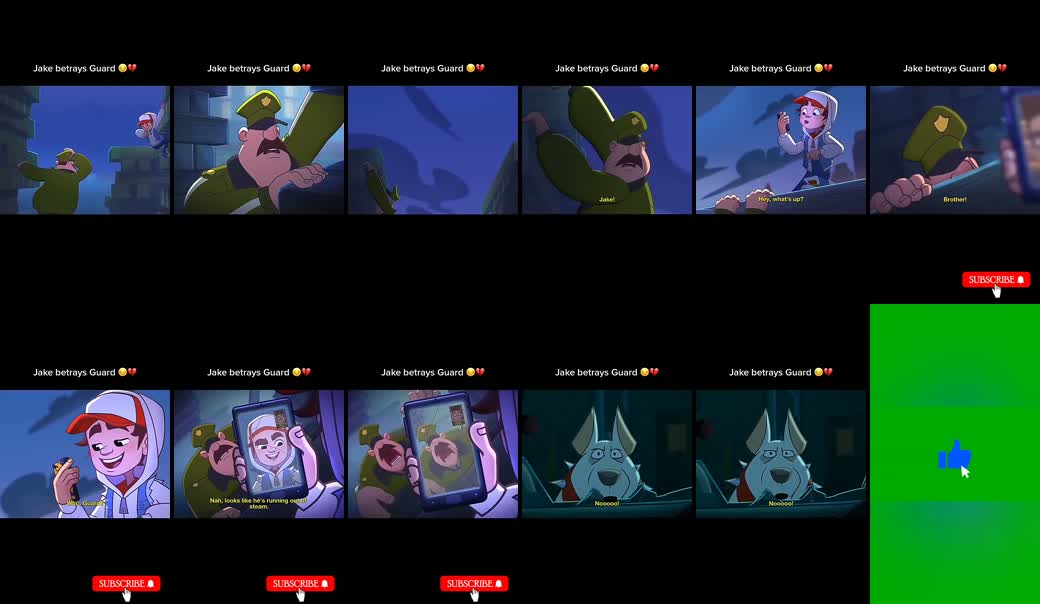 Jake betrays Guard 😔💔
Jake betrays Guard 😔💔
Jake betrays Guard 😔💔
Jake betrays Guard 😔💔
Jake betrays Guard 😔💔
Jake betrays Guard 😔💔
Jake!
Hey, what's up?
Brother!
SUBSCRIBE
Jake betrays Guard 😔💔
Jake betrays Guard 😔💔
Jake betrays Guard 😔💔
Jake betrays Guard 😔💔
Jake betrays Guard 😔💔
Nah, looks like he's running out of
steam.
Nooooo!
Nooooo!
SUBSCRIBE
SUBSCRIBE
SUBSCRIBE